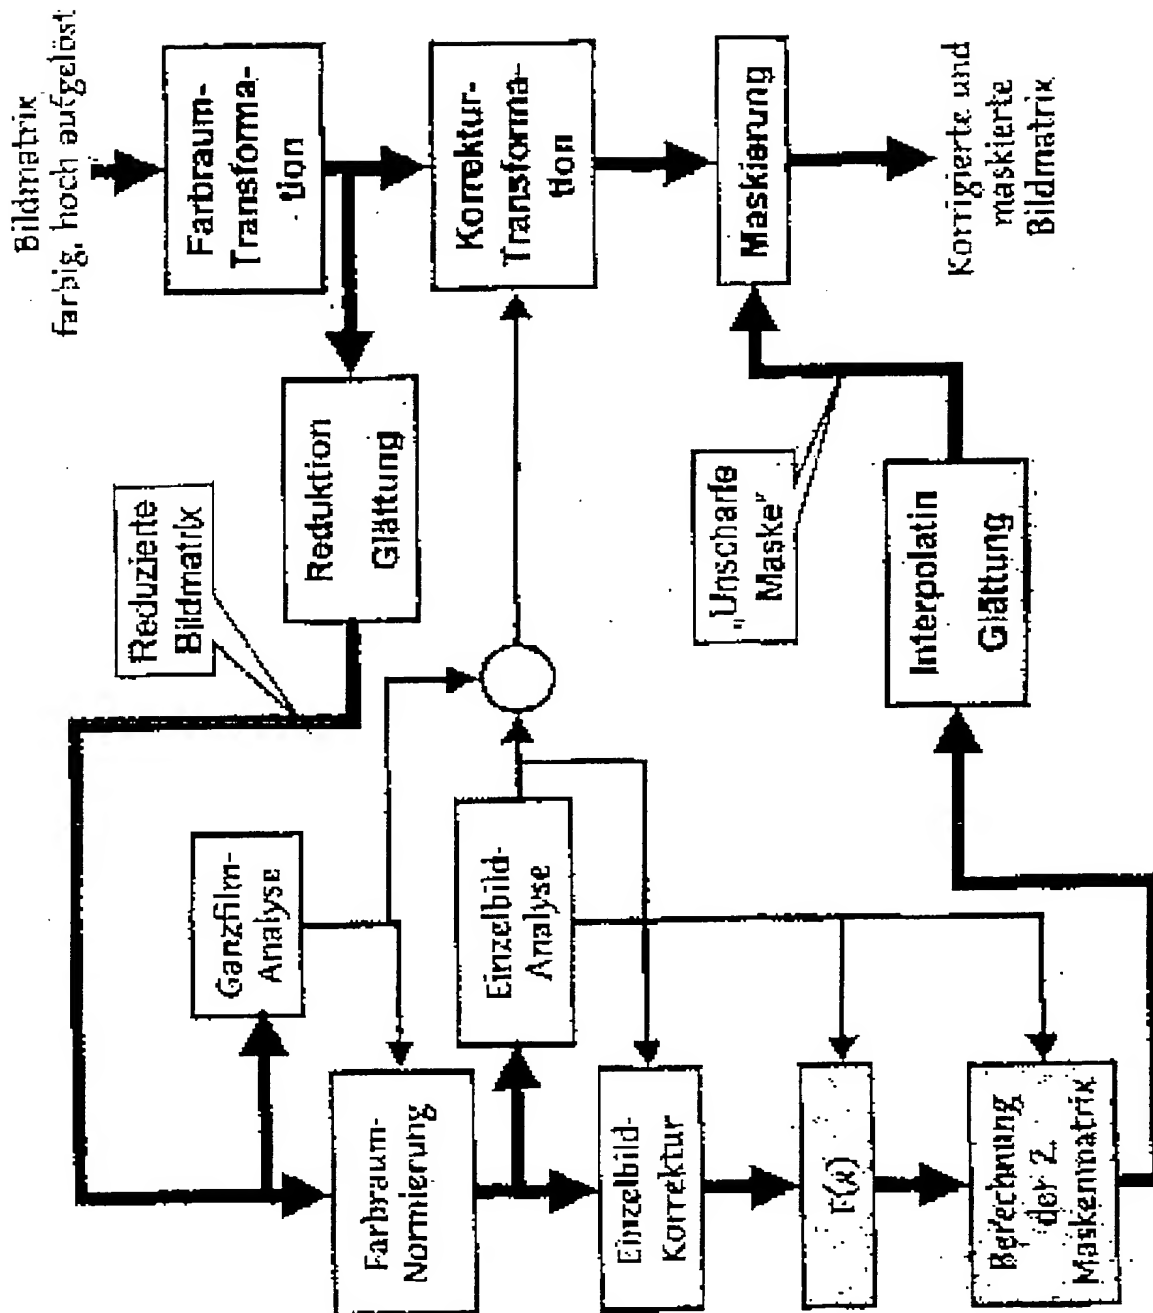 Bildmatrix
farbig, hoch aufgelöst
Farbraum-
Transforma-
tion
Korrektur-
Transforma-
tion
Maskierung
Korrigierte und
maskierte
Bildmatrix
Reduktion
Glättung
Reduzierte
Bildmatrix
„Unscharfe
Maske"
Interpolatin
Glättung
Ganzfilm-
Analyse
Einzelbild-
Analyse
Farbraum-
Normierung
Einzelbild-
Korrektur
Berechnung
der 2.
Maskenmatrix